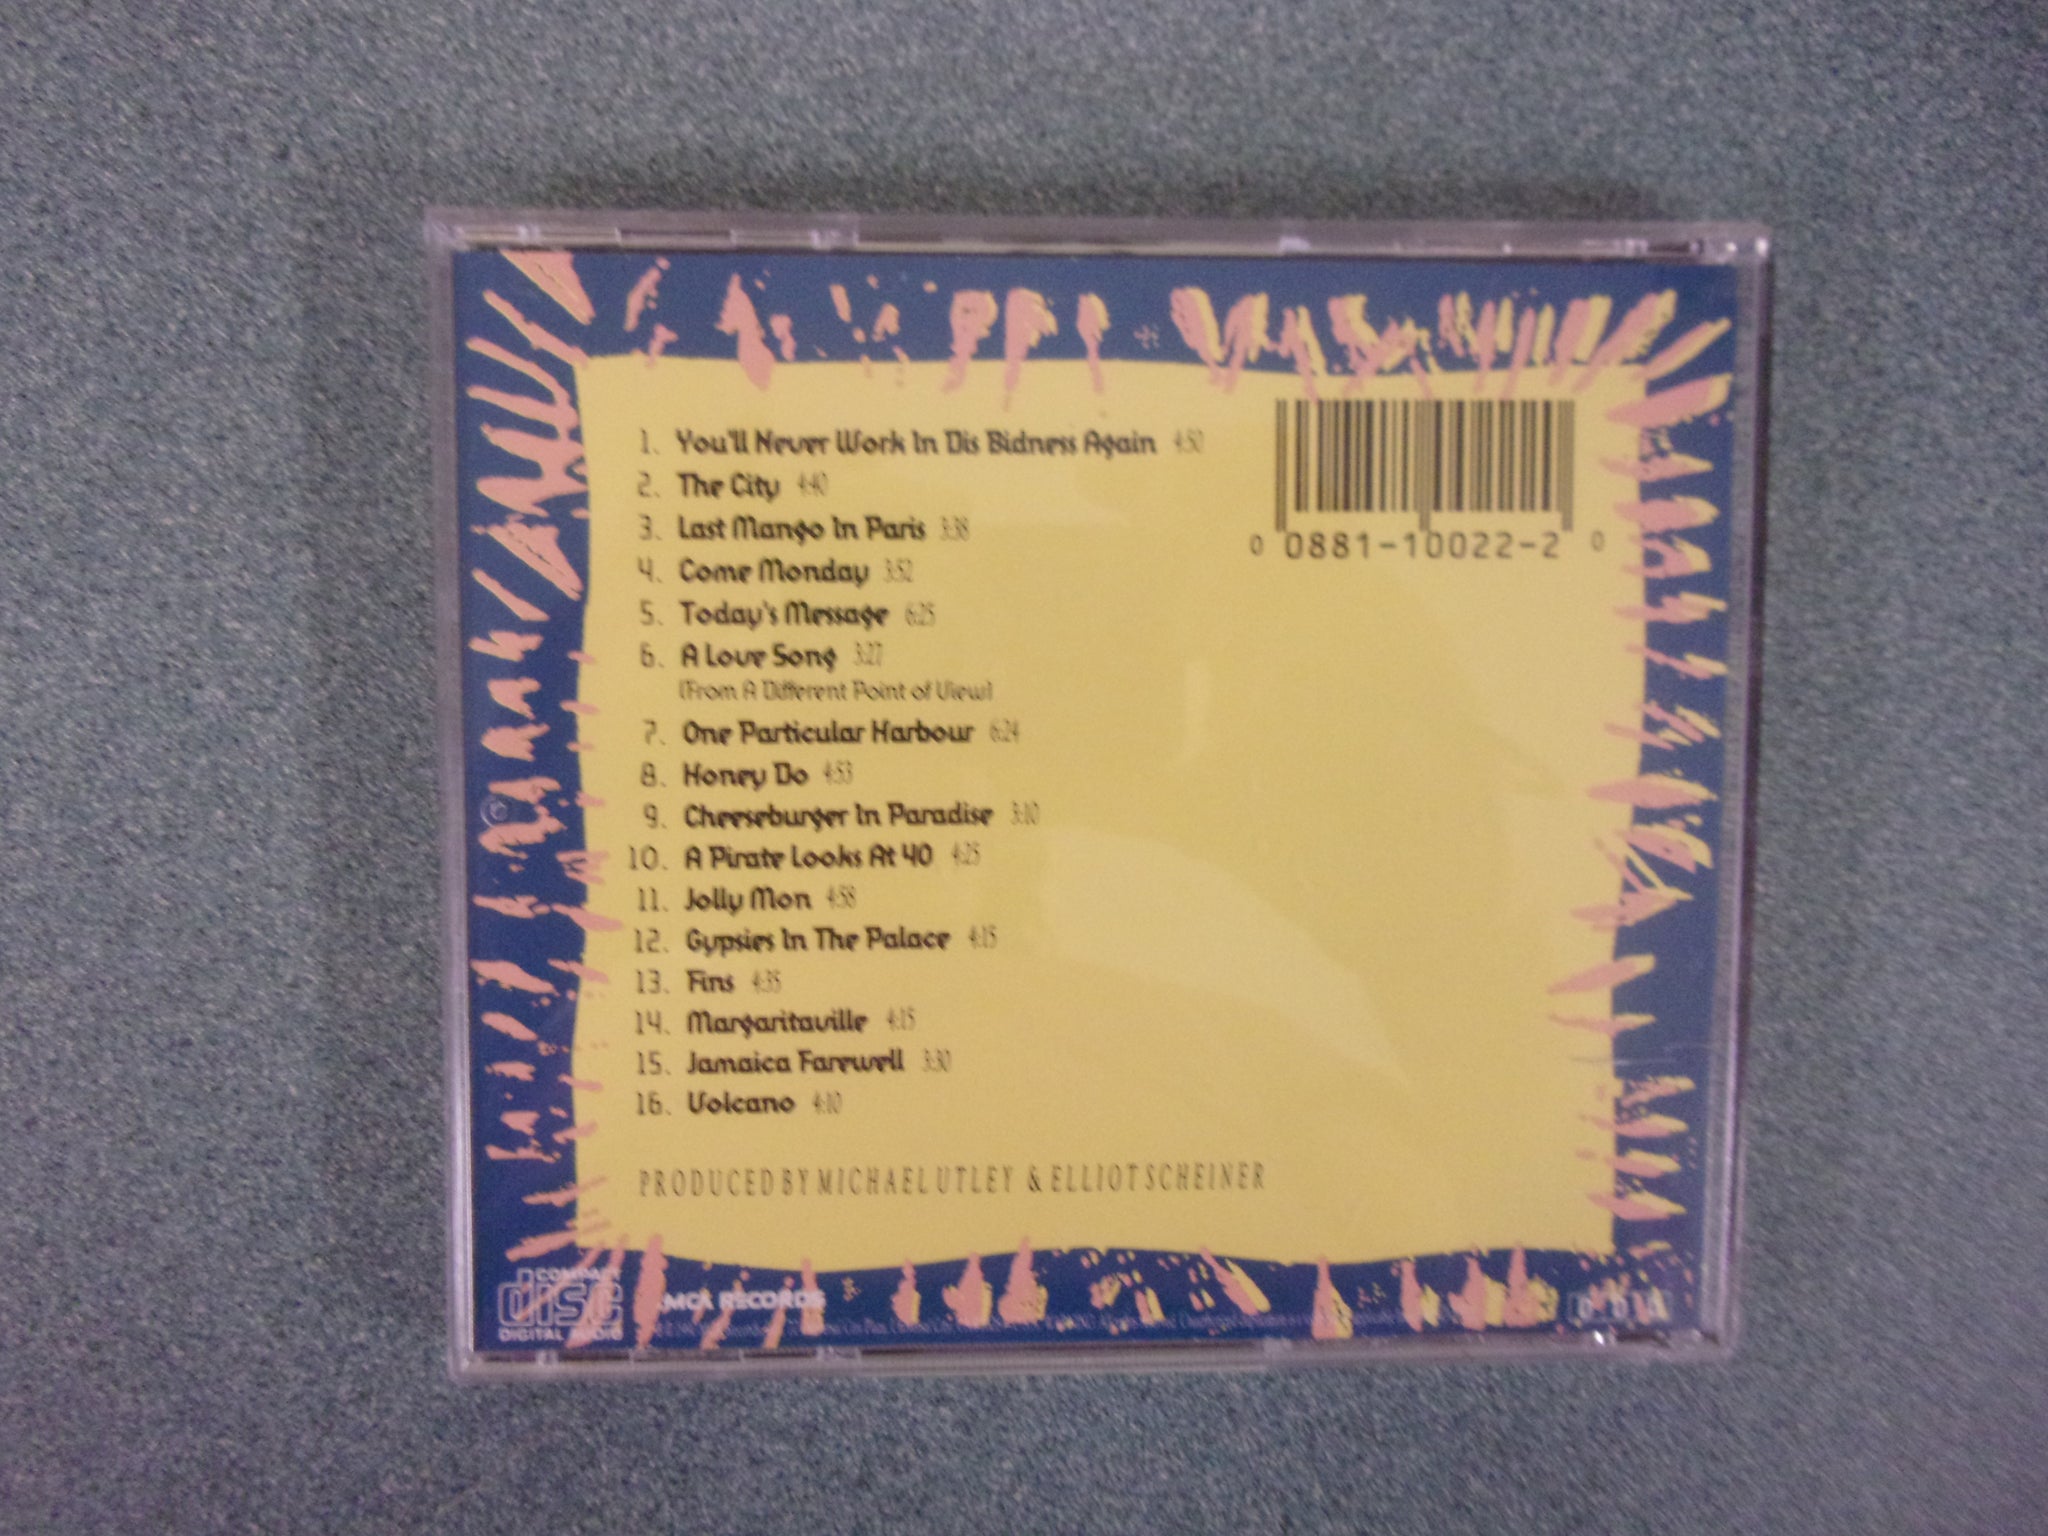 1. You'll Never Work In Dis Bidness Again 4:50
2. The City 4:40
3. Last Mango In Paris 3:38
4. Come Monday 3:52
5. Today's Message 6:25
6. A Love Song 3:27
(From A Different Point of View)
7. One Particular Harbour 6:24
8. Honey Do 4:53
9. Cheeseburger In Paradise 3:10
10. A Pirate Looks At 40 4:25
11. Jolly Mon 4:58
12. Gypsies In The Palace 4:15
13. Fins 4:35
14. Margaritaville 4:15
15. Jamaica Farewell 3:30
16. Volcano 4:10
0 0881-10022-2 0
PRODUCED BY MICHAEL UTLEY & ELLIOT SCHEINER
COMPACT
disc
DIGITAL AUDIO
MCA RECORDS